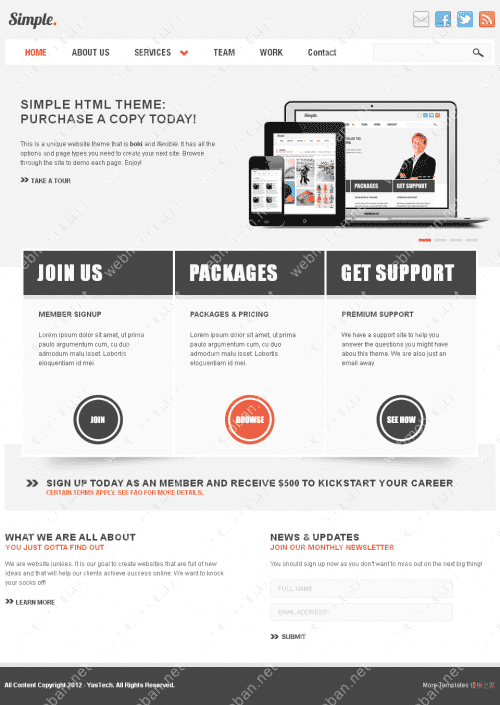 Simple.
HOME ABOUT US SERVICES TEAM WORK Contact
SIMPLE HTML THEME:
PURCHASE A COPY TODAY!
This is a unique website theme that is bold and flexible. It has all the
options and page types you need to create your next site. Browse
through the site to demo each page. Enjoy!
TAKE A TOUR
Simple.
PACKAGES GET SUPPORT
JOIN US PACKAGES GET SUPPORT
MEMBER SIGNUP PACKAGES & PRICING PREMIUM SUPPORT
Lorem ipsum dolor sit amet, ut prima Lorem ipsum dolor sit amet, ut prima We have a support site to help you
paulo argumentum cum, cu duo paulo argumentum cum, cu duo answer the questions you might have
admodum malu isset. Lobortis admodum malu isset. Lobortis abou this theme. We are also just an
eloquentiam id mei. eloquentiam id mei. email away.
JOIN BROWSE SEE HOW
SIGN UP TODAY AS AN MEMBER AND RECEIVE $500 TO KICKSTART YOUR CAREER
CERTAIN TERMS APPLY. SEE FAQ FOR MORE DETAILS.
WHAT WE ARE ALL ABOUT
YOU JUST GOTTA FIND OUT
We are website junkies. It is our goal to create websites that are full of new
ideas and that will help our clients achieve success online. We want to knock
your socks off!
LEARN MORE
NEWS & UPDATES
JOIN OUR MONTHLY NEWSLETTER
You should sign up now as you don't want to miss out on the next big thing!
FULL NAME
EMAIL ADDRESS
SUBMIT
All Content Copyright 2012 - YasTech. All Rights Reserved. More Templates 模板之家